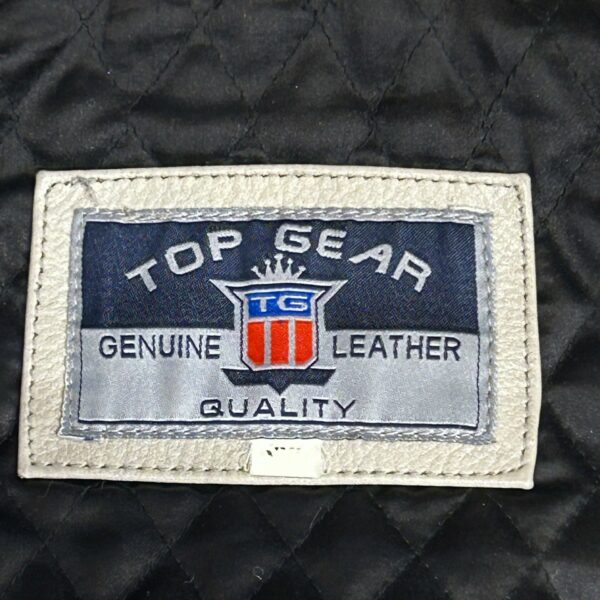 TOP GEAR
TG
GENUINE LEATHER
QUALITY